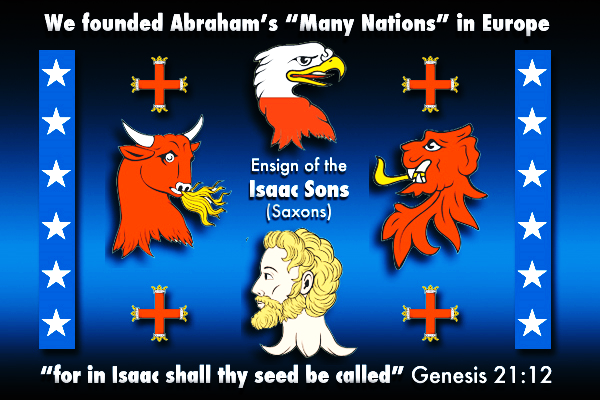 We founded Abraham's "Many Nations" in Europe
Ensign of the
Isaac Sons
(Saxons)
"for in Isaac shall thy seed be called" Genesis 21:12